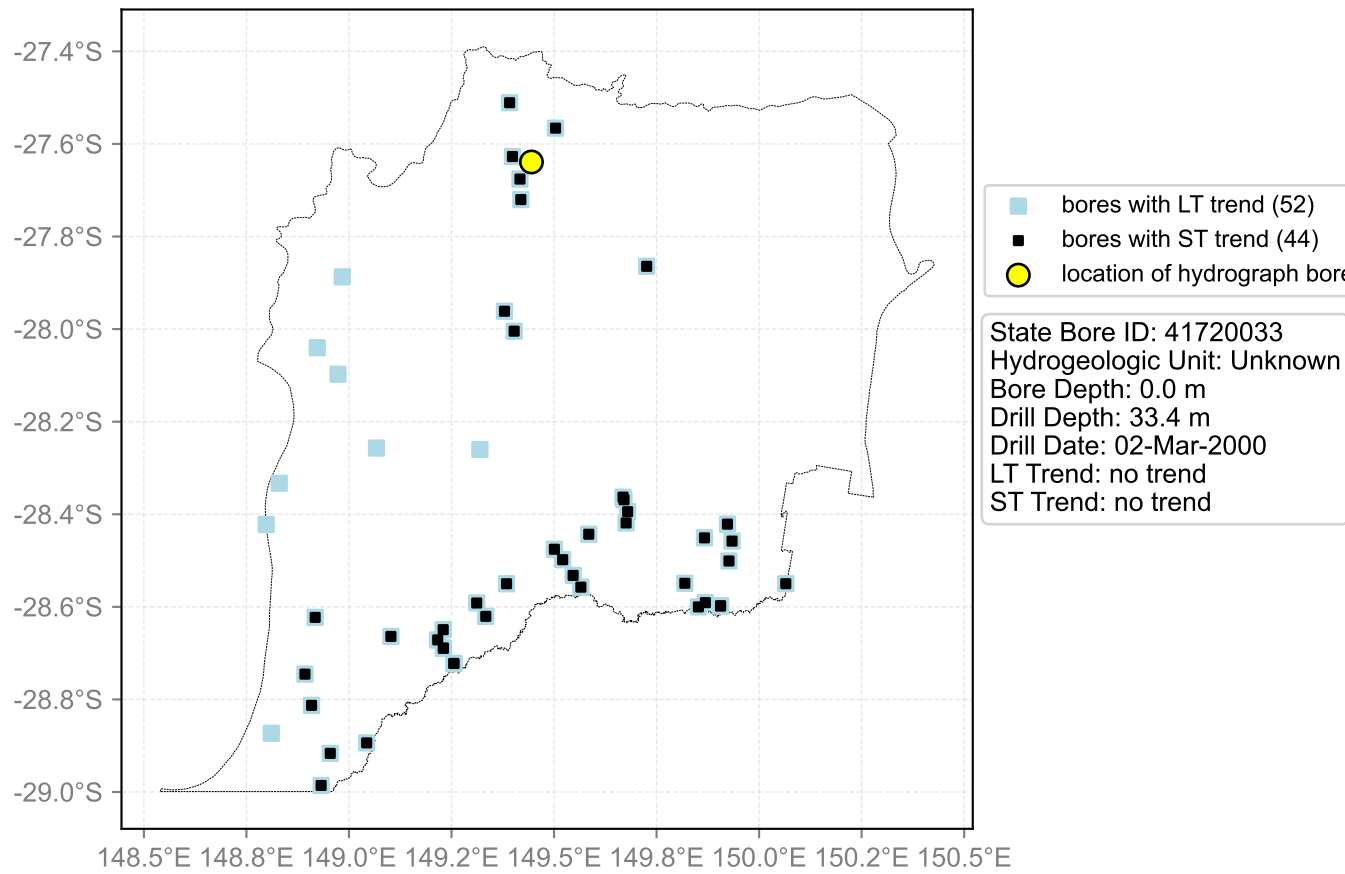 -27.4°S
-27.6°S
-27.8°S
-28.0°S
-28.2°S
-28.4°S
-28.6°S
-28.8°S
-29.0°S
148.5°E 148.8°E 149.0°E 149.2°E 149.5°E 149.8°E 150.0°E 150.2°E 150.5°E
bores with LT trend (52)
bores with ST trend (44)
location of hydrograph bore
State Bore ID: 41720033
Hydrogeologic Unit: Unknown
Bore Depth: 0.0 m
Drill Depth: 33.4 m
Drill Date: 02-Mar-2000
LT Trend: no trend
ST Trend: no trend